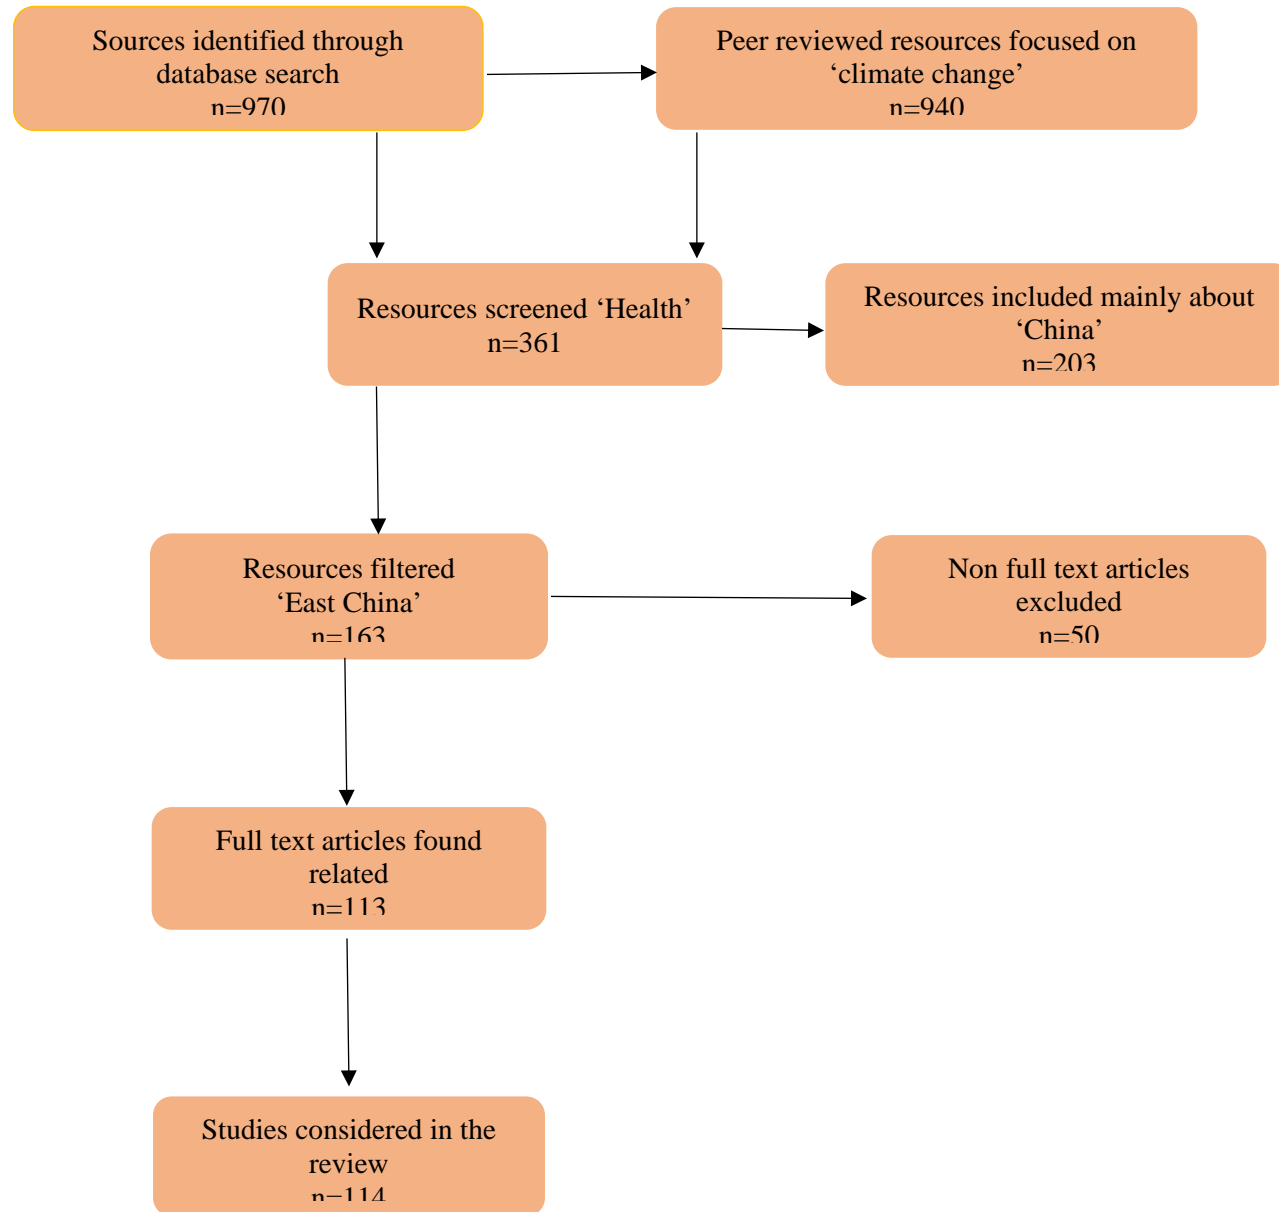 Sources identified through
database search
n=970
Peer reviewed resources focused on
‘climate change’
n=940
Resources screened ‘Health’
n=361
Resources included mainly about
‘China’
n=203
Resources filtered
‘East China’
n=163
Non full text articles
excluded
n=50
Full text articles found
related
n=113
Studies considered in the
review
n=114